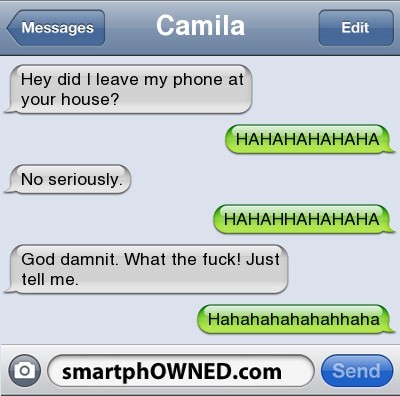 Messages
Camila
Edit
Hey did I leave my phone at
your house?
HAHAHAHAHAHA
No seriously.
HAHAHHAHAHAHA
God damnit. What the fuck! Just
tell me.
Hahahahahahahhaha
smartphOWNED.com
Send